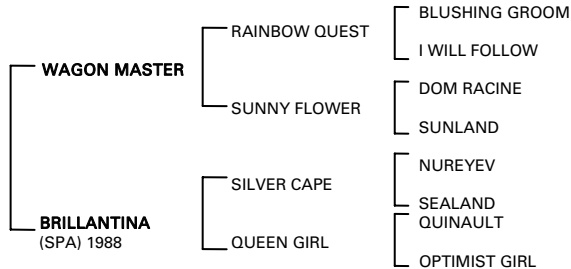 BLUSHING GROOM
RAINBOW QUEST
I WILL FOLLOW
WAGON MASTER
DOM RACINE
SUNNY FLOWER
SUNLAND
NUREYEV
SILVER CAPE
SEALAND
BRILLANTINA
(SPA) 1988
QUINAULT
QUEEN GIRL
OPTIMIST GIRL